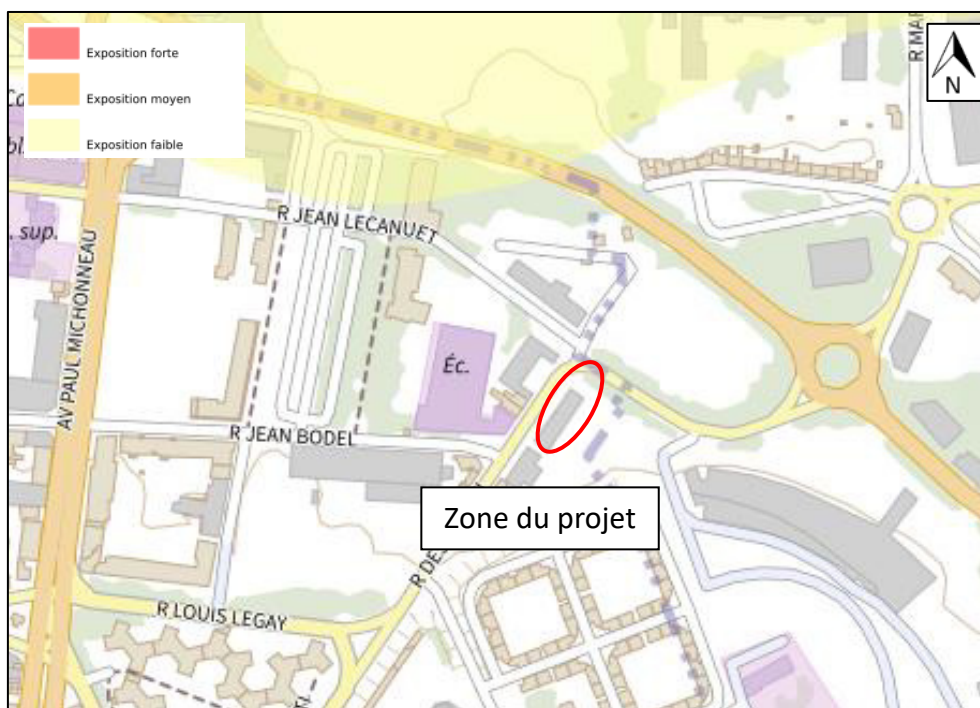 Exposition forte
Exposition moyen
Exposition faible
N
sup.
R JEAN LECANUET
AV PAUL MICHONNEAU
Éc.
R JEAN BODEL
Zone du projet
R LOUIS LEGAY